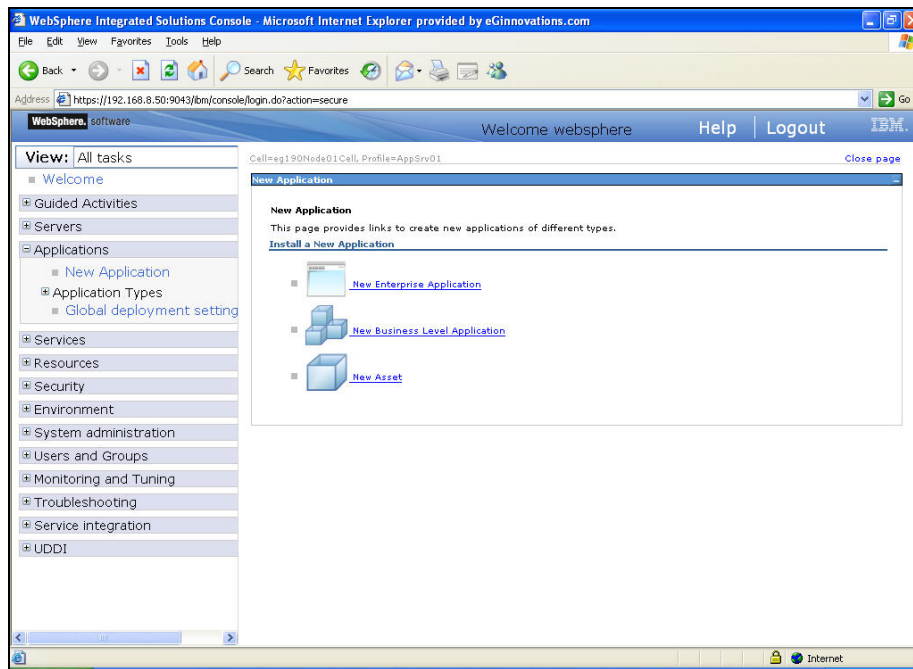 WebSphere Integrated Solutions Console - Microsoft Internet Explorer provided by eGinnovations.com
File Edit View Favorites Tools Help
Back Search Favorites
Address https://192.168.8.50:9043/ibm/console/login.do?action=secure Go
WebSphere. software Welcome websphere Help Logout IBM.
View: All tasks
Cell=eg190Node01Cell, Profile=AppSrv01 Close page
Welcome
New Application
Guided Activities
Servers
Applications
New Application
Application Types
Global deployment setting
Services
Resources
Security
Environment
System administration
Users and Groups
Monitoring and Tuning
Troubleshooting
Service integration
UDDI
New Application
This page provides links to create new applications of different types.
Install a New Application
New Enterprise Application
New Business Level Application
New Asset
Internet